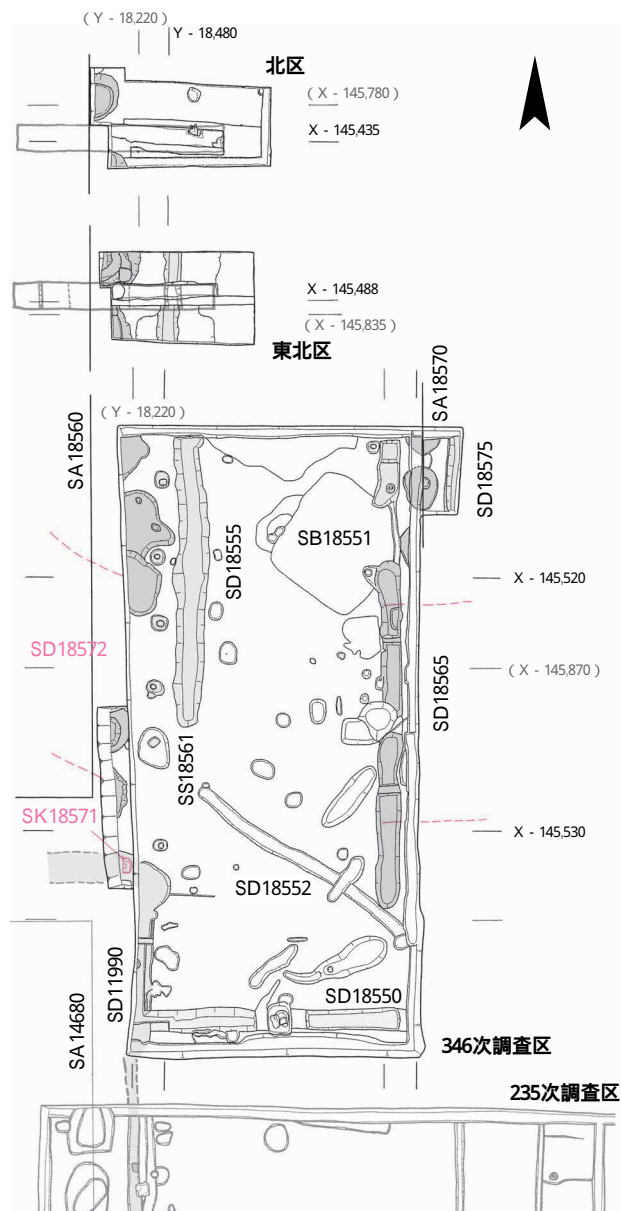 (Y - 18,220)
Y - 18,480
北区
(X - 145,780)
X - 145,435
X - 145,488
(X - 145,835)
東北区
SA18570
(Y - 18,220)
SA18560
SD18575
SD18555
SB18551
X - 145,520
SD18572
(X - 145,870)
SD18565
SS18561
SK18571
X - 145,530
SD18552
SD11990
SD18550
SA14680
346次調査区
235次調査区